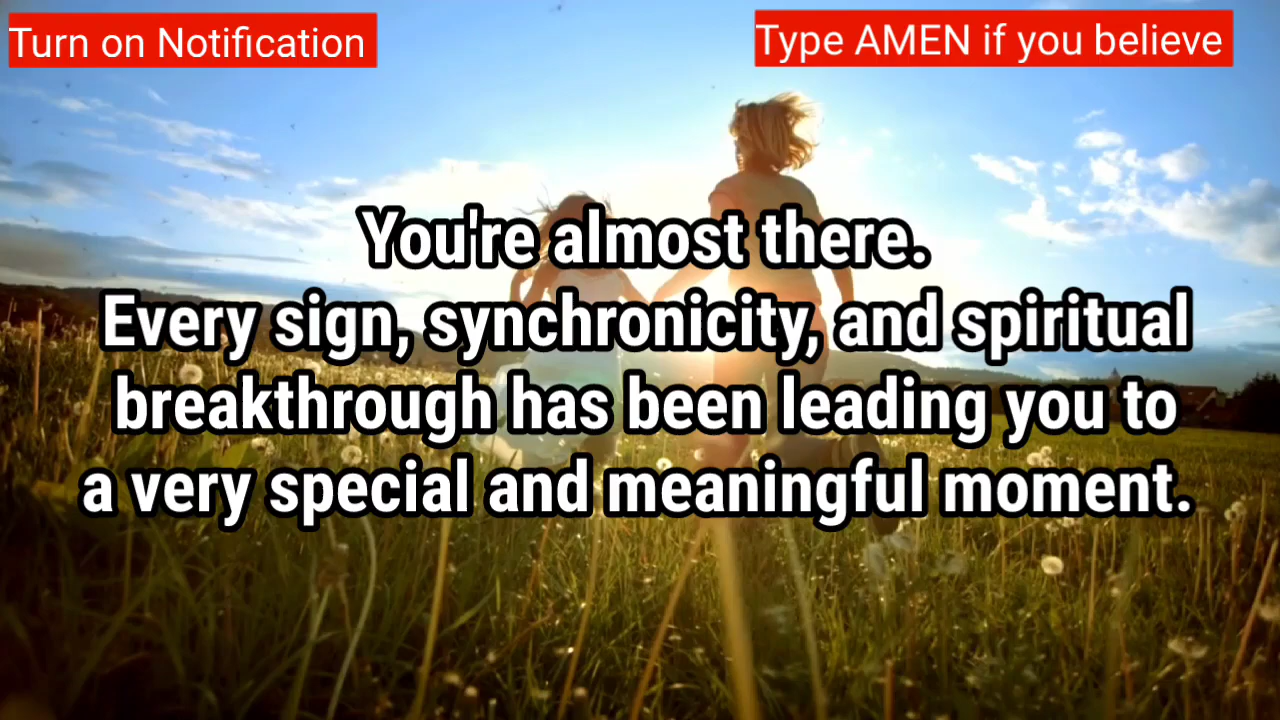 Turn on Notification
Type AMEN if you believe
You're almost there.
Every sign, synchronicity, and spiritual
breakthrough has been leading you to
a very special and meaningful moment.